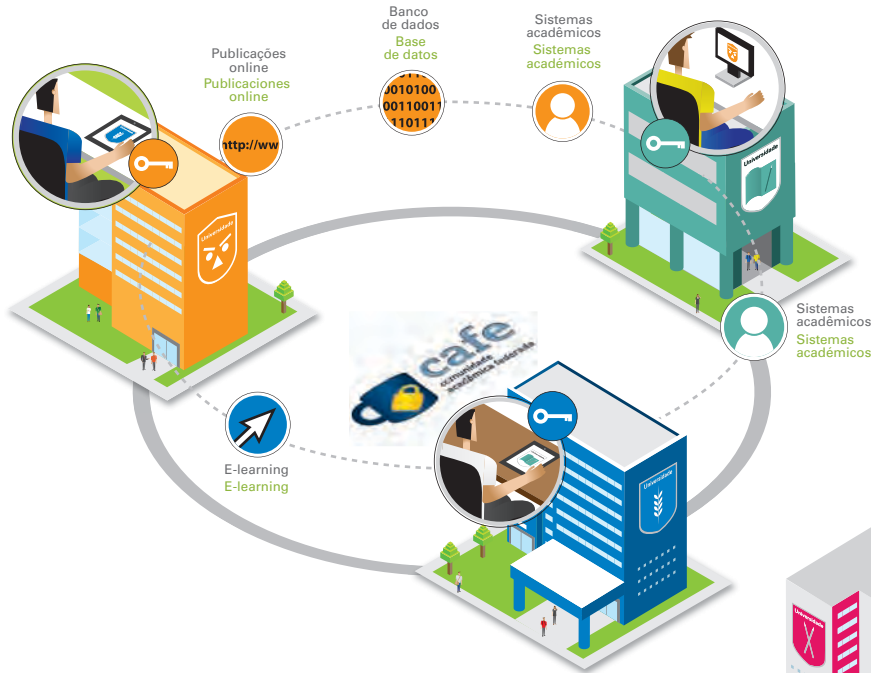 Banco
de dados
Base
de datos
Sistemas
acadêmicos
Sistemas
académicos
Publicações
online
Publicaciones
online
0010100
00110011
110111
http://ww
Universidade
Universidade
Sistemas
acadêmicos
Sistemas
académicos
cafe
comunidade
acadêmica federada
E-learning
E-learning
Universidade
Universidade